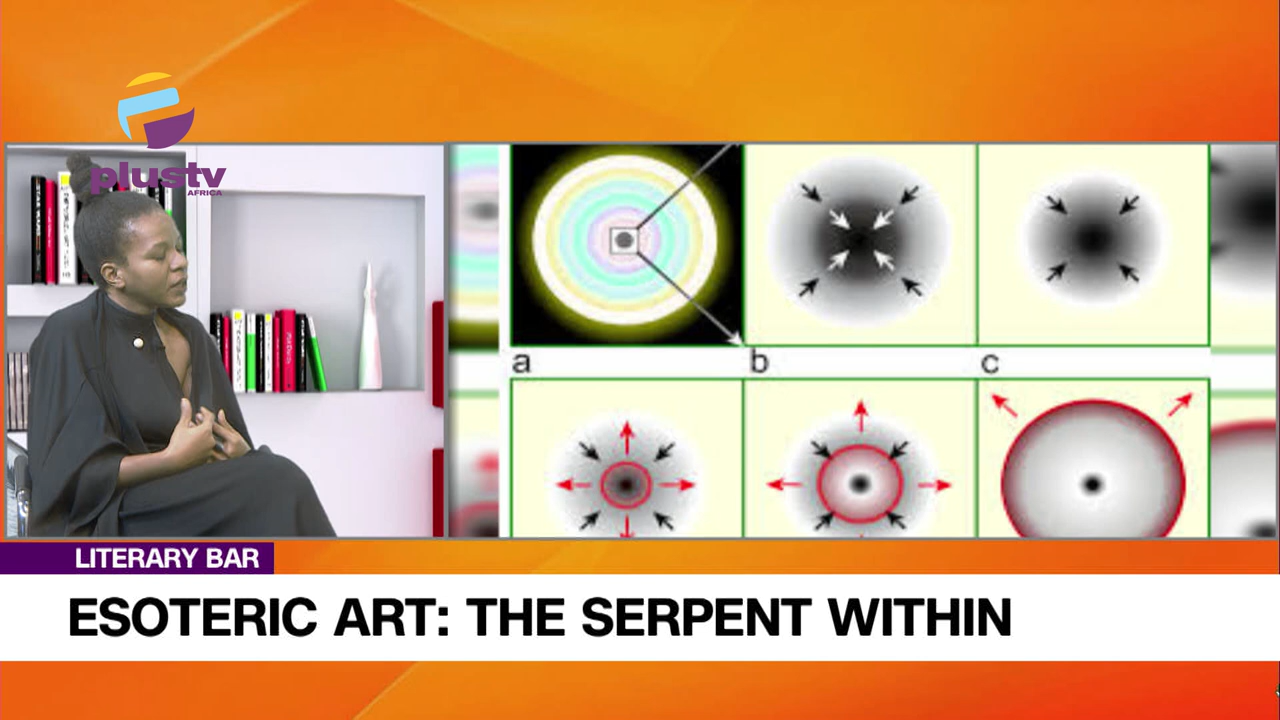 plustv
AFRICA
a
b
c
LITERARY BAR
ESOTERIC ART: THE SERPENT WITHIN